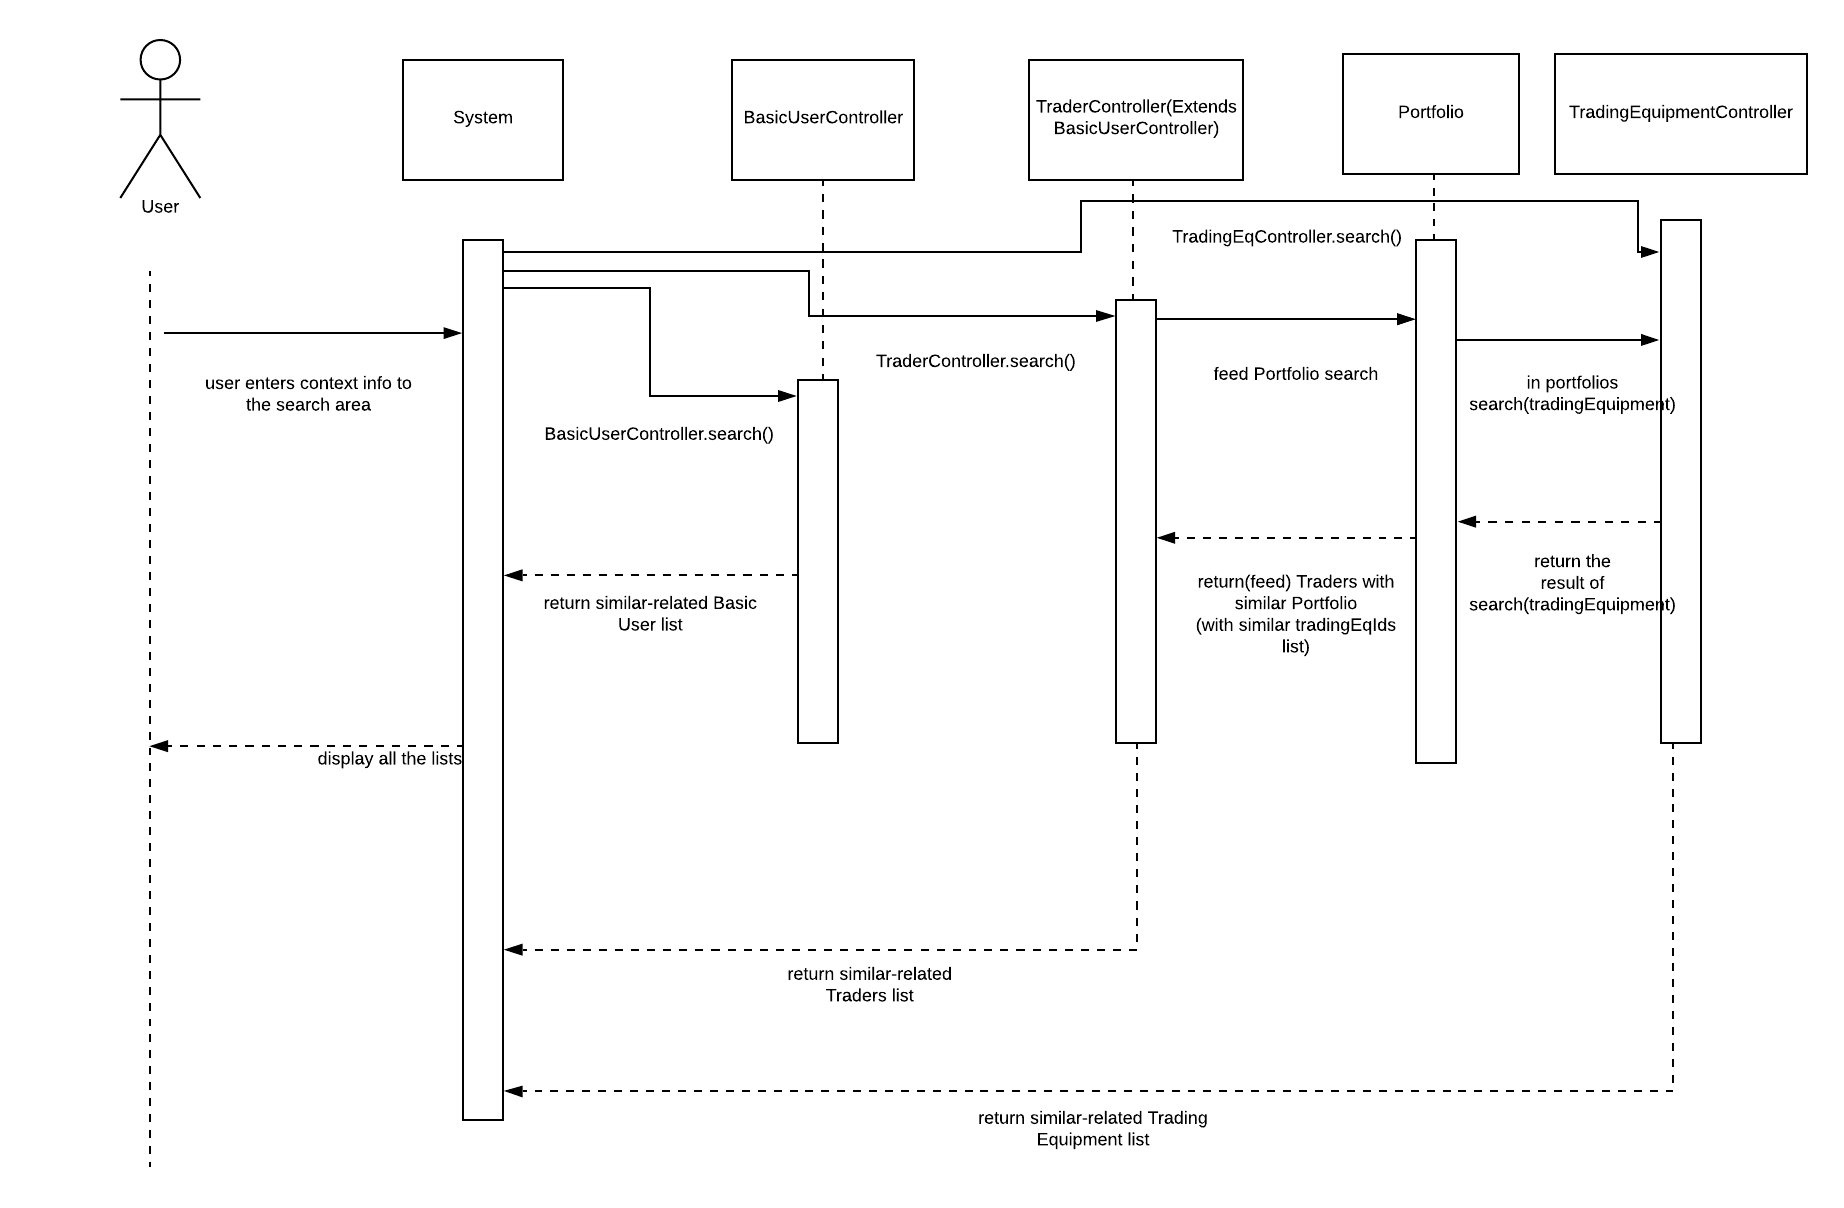 User
System
BasicUserController
TraderController(Extends
BasicUserController)
Portfolio
TradingEquipmentController
TradingEqController.search()
TraderController.search()
feed Portfolio search
user enters context info to
the search area
in portfolios
search(tradingEquipment)
BasicUserController.search()
return the
result of
search(tradingEquipment)
return(feed) Traders with
similar Portfolio
(with similar tradingEqIds
list)
return similar-related Basic
User list
display all the lists
return similar-related
Traders list
return similar-related Trading
Equipment list